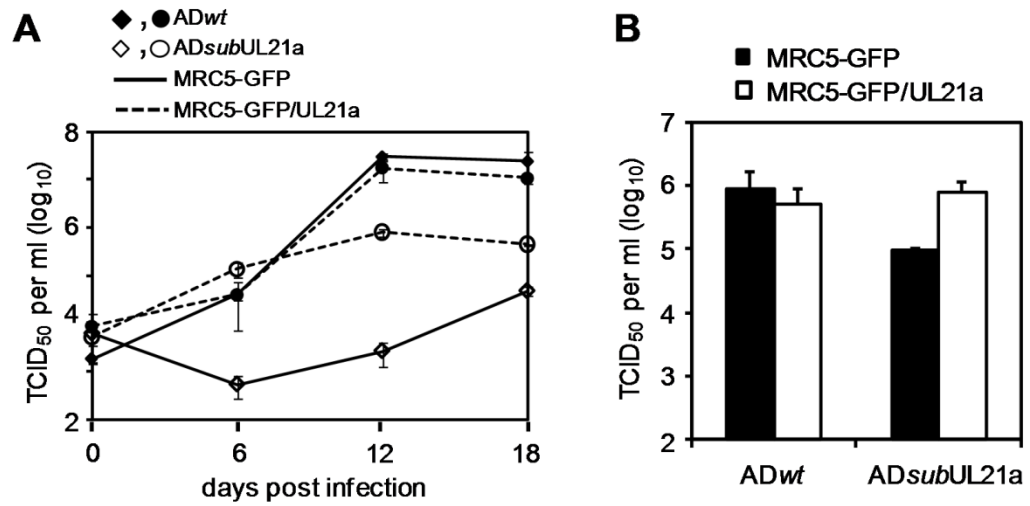 A
◆ , ● ADwt
◇ , ○ ADsubUL21a
MRC5-GFP
MRC5-GFP/UL21a
TCID50 per ml (log10)
8
6
4
2
0 6 12 18
days post infection
B
MRC5-GFP
MRC5-GFP/UL21a
TCID50 per ml (log10)
7
6
5
4
3
2
ADwt ADsubUL21a